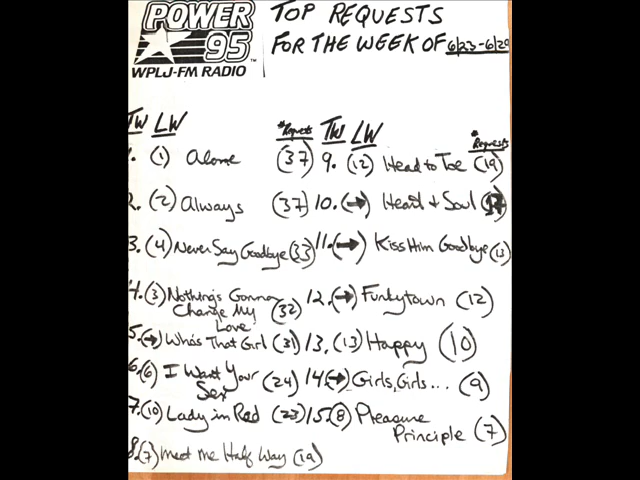 POWER
95
WPLJ-FM RADIO
TOP REQUESTS
FOR THE WEEK OF 6/23-6/29
TW LW #Requests
1. (1) Alone (37)
2. (2) Always (37)
3. (4) Never Say Goodbye (33)
4. (3) Nothing's Gonna
Change My
Love (32)
5. (→) Who's That Girl (31)
6. (6) I Want Your
Sex (24)
7. (10) Lady in Red (23)
8. (7) Meet me Half Way (19)
TW LW #Requests
9. (12) Head to Toe (19)
10. (→) Heart & Soul
11. (→) Kiss Him Goodbye (13)
12. (→) Funkytown (12)
13. (13) Happy (10)
14. (→) Girls, Girls... (9)
15. (8) Pleasure
Principle (7)